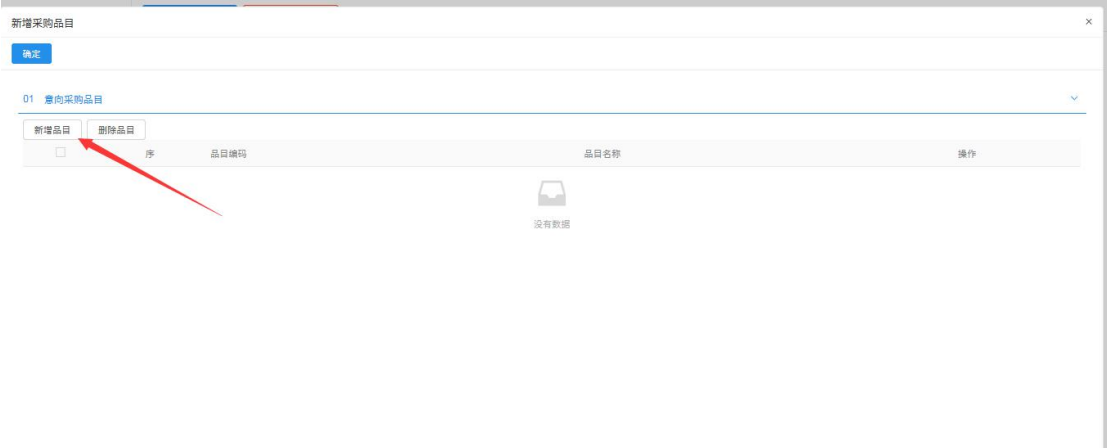 新增采购品目
确定
01 意向采购品目
新增品目 删除品目
序 品目编码 品目名称 操作
没有数据